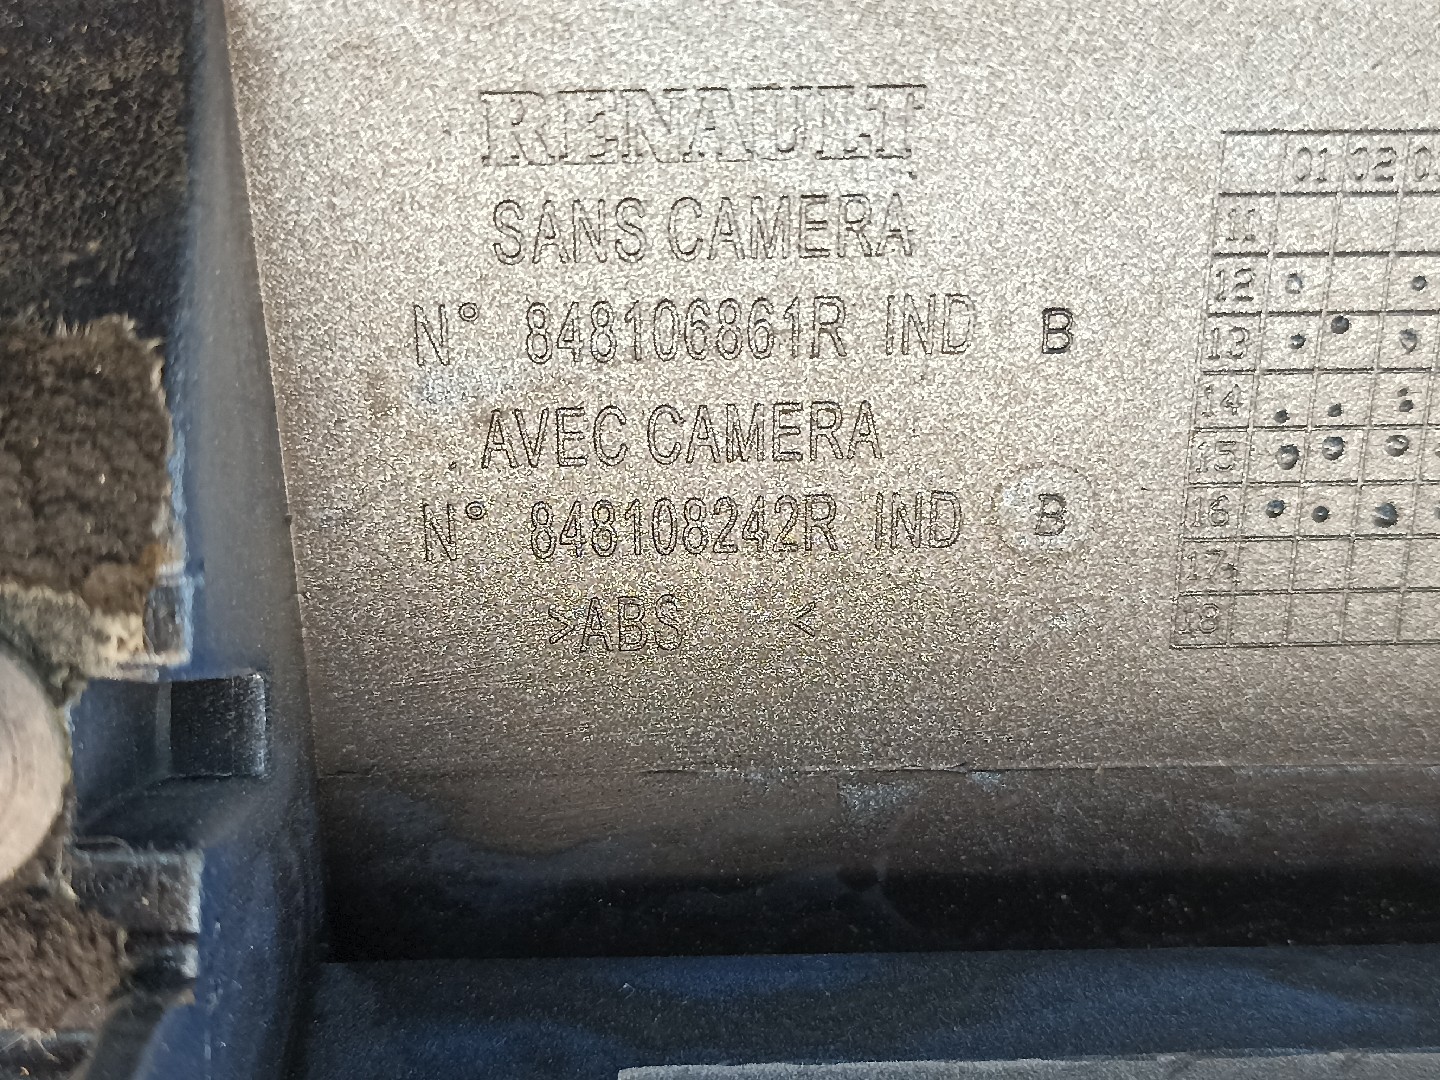 RENAULT
SANS CAMERA
N° 848106861R IND B
AVEC CAMERA
N° 848108242R IND B
>ABS <
01 02
11
12
13
14
15
16
17
18